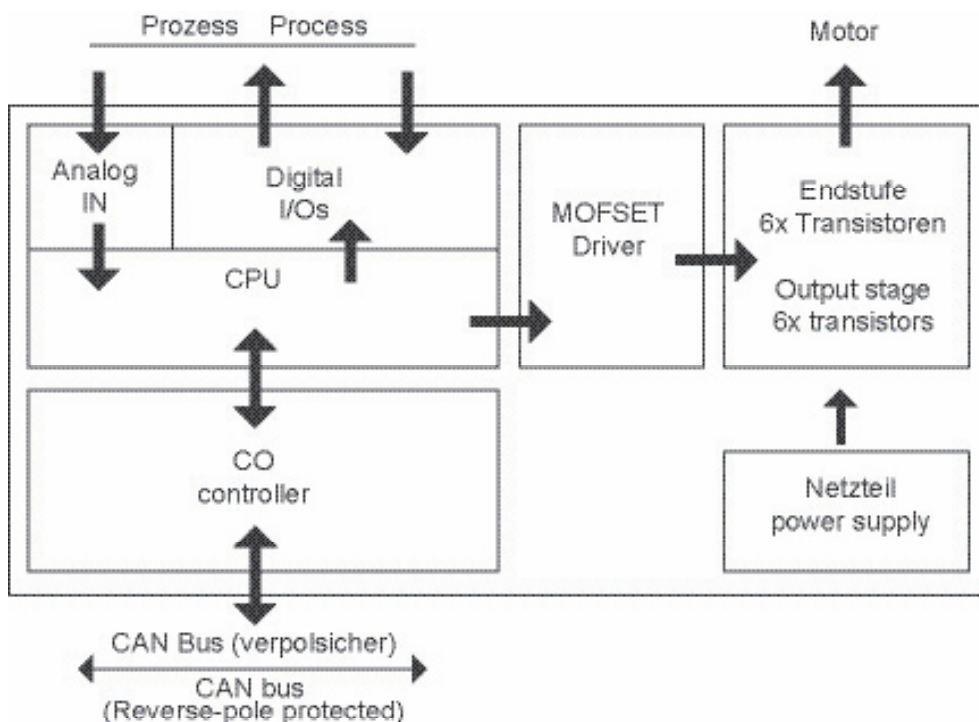 Prozess Process
Motor
Analog
IN
Digital
I/Os
CPU
MOFSET
Driver
Endstufe
6x Transistoren
Output stage
6x transistors
CO
controller
Netzteil
power supply
CAN Bus (verpolsicher)
CAN bus
(Reverse-pole protected)